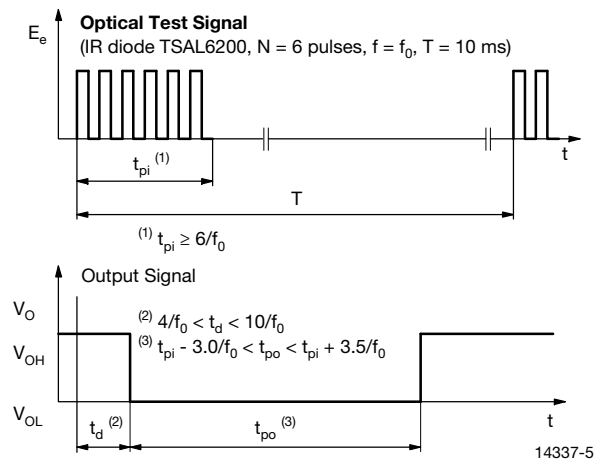 Optical Test Signal
(IR diode TSAL6200, N = 6 pulses, f = f₀, T = 10 ms)
Eₑ
t
tₚᵢ ⁽¹⁾
T
⁽¹⁾ tₚᵢ ≥ 6/f₀
Output Signal
V_O
⁽²⁾ 4/f₀ < t_d < 10/f₀
V_OH
⁽³⁾ tₚᵢ - 3.0/f₀ < tₚₒ < tₚᵢ + 3.5/f₀
V_OL
t_d ⁽²⁾
tₚₒ ⁽³⁾
t
14337-5